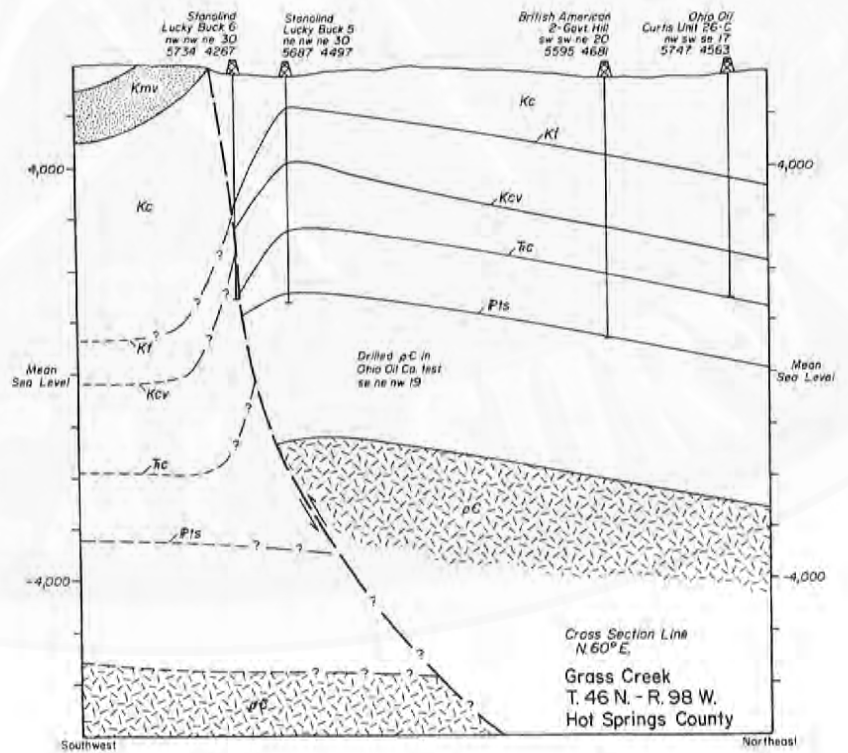 Stanolind
Lucky Buck 6
nw nw ne 30
5734 4267
Stanolind
Lucky Buck 5
ne nw ne 30
5687 4497
British American
2-Govt Hill
sw sw ne 20
5595 4681
Ohio Oil
Curtis Unit 26-C
nw sw se 17
5747 4563
Kmv
Kc
Kf
4,000
4,000
Kc
Kcv
Ŧc
Pts
?
?
?
?
Kf
Mean
Sea Level
Kcv
Drilled p-C in
Ohio Oil Co. test
se ne nw 19
Mean
Sea Level
?
?
?
Ŧc
?
?
pC
Pts
?
?
-4,000
-4,000
?
?
?
?
?
?
pC
?
Cross Section Line
N.60°E.
Grass Creek
T. 46 N. - R. 98 W.
Hot Springs County
Southwest
Northeast